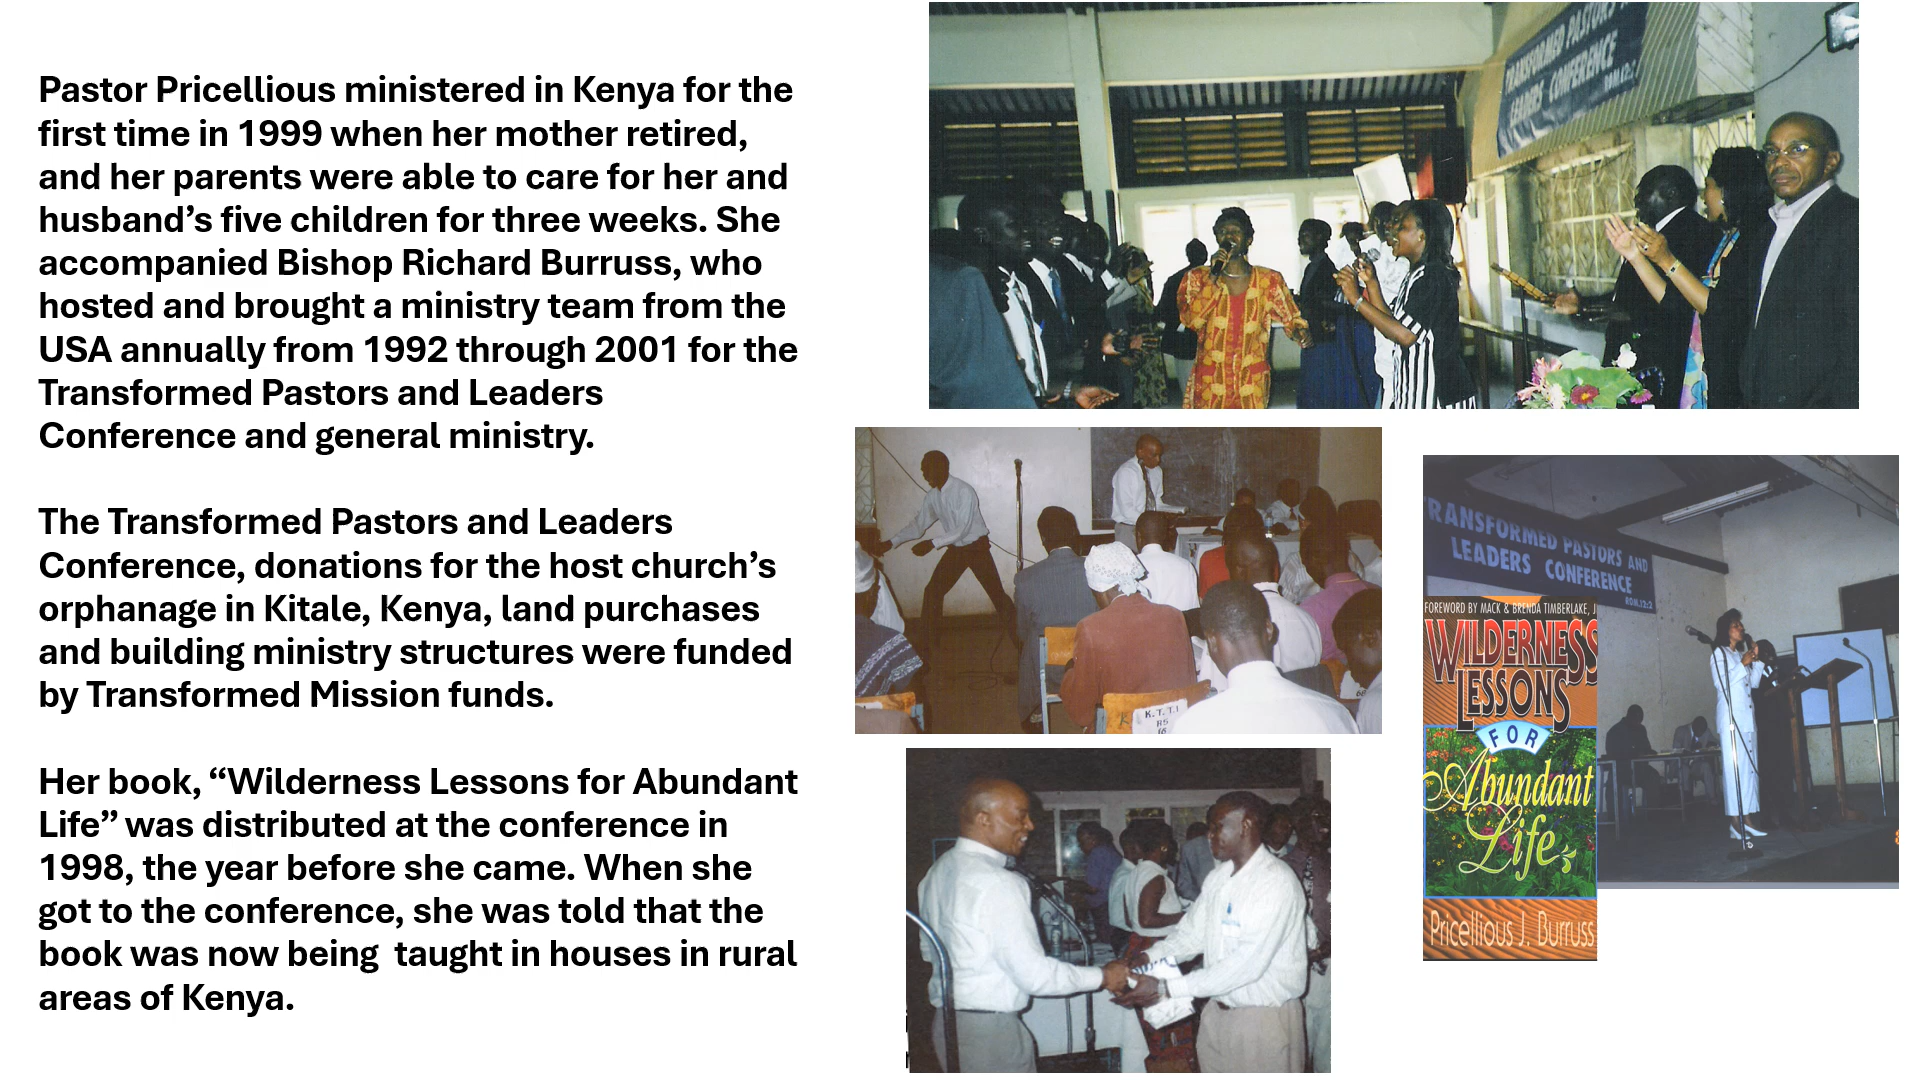 Pastor Pricellious ministered in Kenya for the
first time in 1999 when her mother retired,
and her parents were able to care for her and
husband’s five children for three weeks. She
accompanied Bishop Richard Burruss, who
hosted and brought a ministry team from the
USA annually from 1992 through 2001 for the
Transformed Pastors and Leaders
Conference and general ministry.
The Transformed Pastors and Leaders
Conference, donations for the host church’s
orphanage in Kitale, Kenya, land purchases
and building ministry structures were funded
by Transformed Mission funds.
Her book, “Wilderness Lessons for Abundant
Life” was distributed at the conference in
1998, the year before she came. When she
got to the conference, she was told that the
book was now being  taught in houses in rural
areas of Kenya.
TRANSFORMED PASTORS
LEADERS CONFERENCE
ROM.12:2
K.T.T.I
RANSFORMED PASTORS AND
LEADERS CONFERENCE
ROM.12:2
FOREWORD BY MACK & BRENDA TIMBERLAKE, J
WILDERNESS
LESSONS
FOR
Abundant
Life
Pricellious J. Burruss